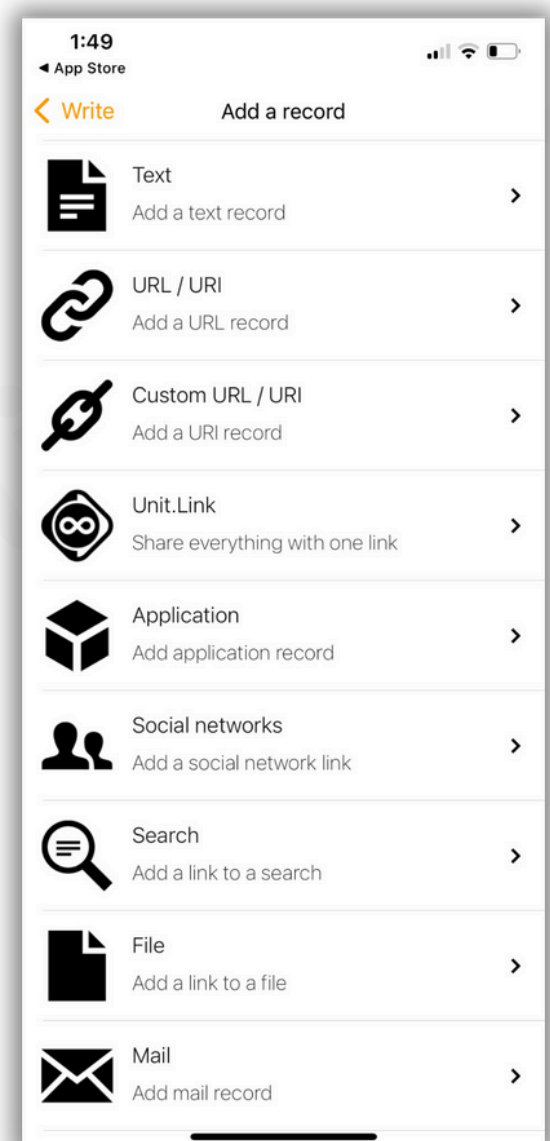 1:49
◀ App Store
Write
Add a record
Text
Add a text record
URL / URI
Add a URL record
Custom URL / URI
Add a URI record
Unit.Link
Share everything with one link
Application
Add application record
Social networks
Add a social network link
Search
Add a link to a search
File
Add a link to a file
Mail
Add mail record